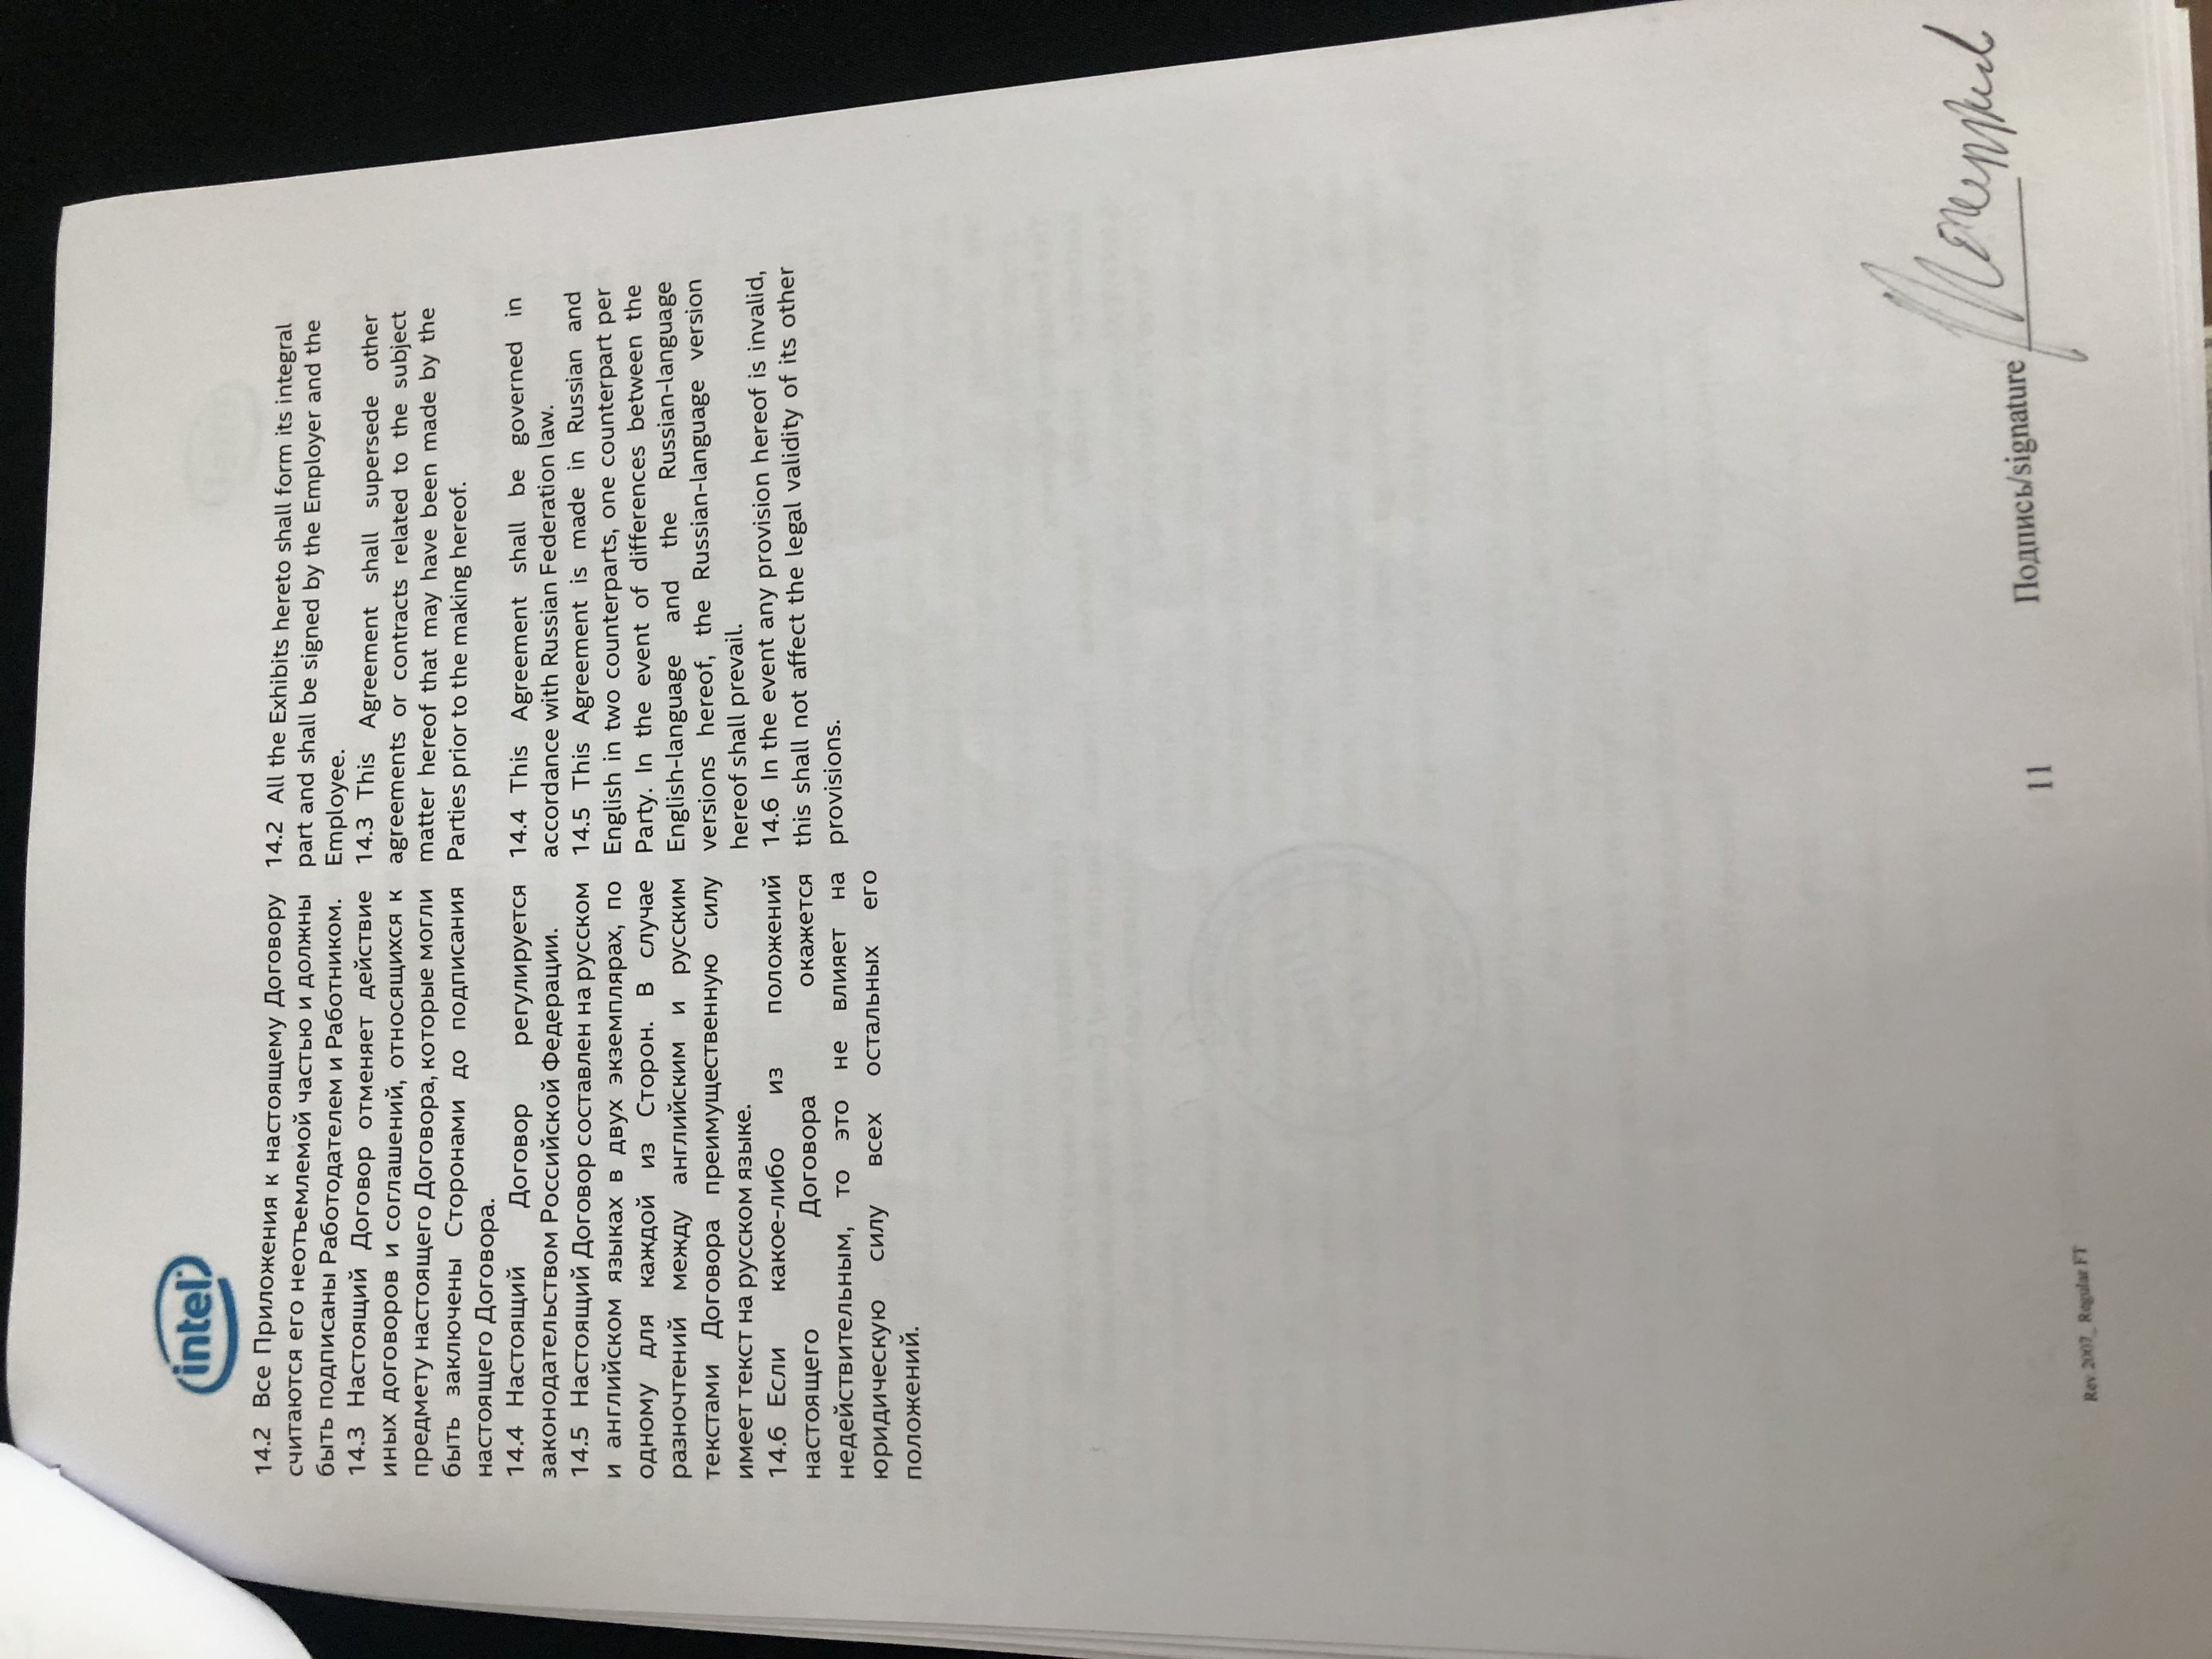 intel
14.2 Все Приложения к настоящему Договору
считаются его неотъемлемой частью и должны
быть подписаны Работодателем и Работником.
14.3 Настоящий Договор отменяет действие
иных договоров и соглашений, относящихся к
предмету настоящего Договора, которые могли
быть заключены Сторонами до подписания
настоящего Договора.
14.4 Настоящий Договор регулируется
законодательством Российской Федерации.
14.5 Настоящий Договор составлен на русском
и английском языках в двух экземплярах, по
одному для каждой из Сторон. В случае
разночтений между английским и русским
текстами Договора преимущественную силу
имеет текст на русском языке.
14.6 Если какое-либо из положений
настоящего Договора окажется
недействительным, то это не влияет на
юридическую силу всех остальных его
положений.
14.2 All the Exhibits hereto shall form its integral
part and shall be signed by the Employer and the
Employee.
14.3 This Agreement shall supersede other
agreements or contracts related to the subject
matter hereof that may have been made by the
Parties prior to the making hereof.
14.4 This Agreement shall be governed in
accordance with Russian Federation law.
14.5 This Agreement is made in Russian and
English in two counterparts, one counterpart per
Party. In the event of differences between the
English-language and the Russian-language
versions hereof, the Russian-language version
hereof shall prevail.
14.6 In the event any provision hereof is invalid,
this shall not affect the legal validity of its other
provisions.
Подпись/signature
11
Rev 2007_ Regular FT